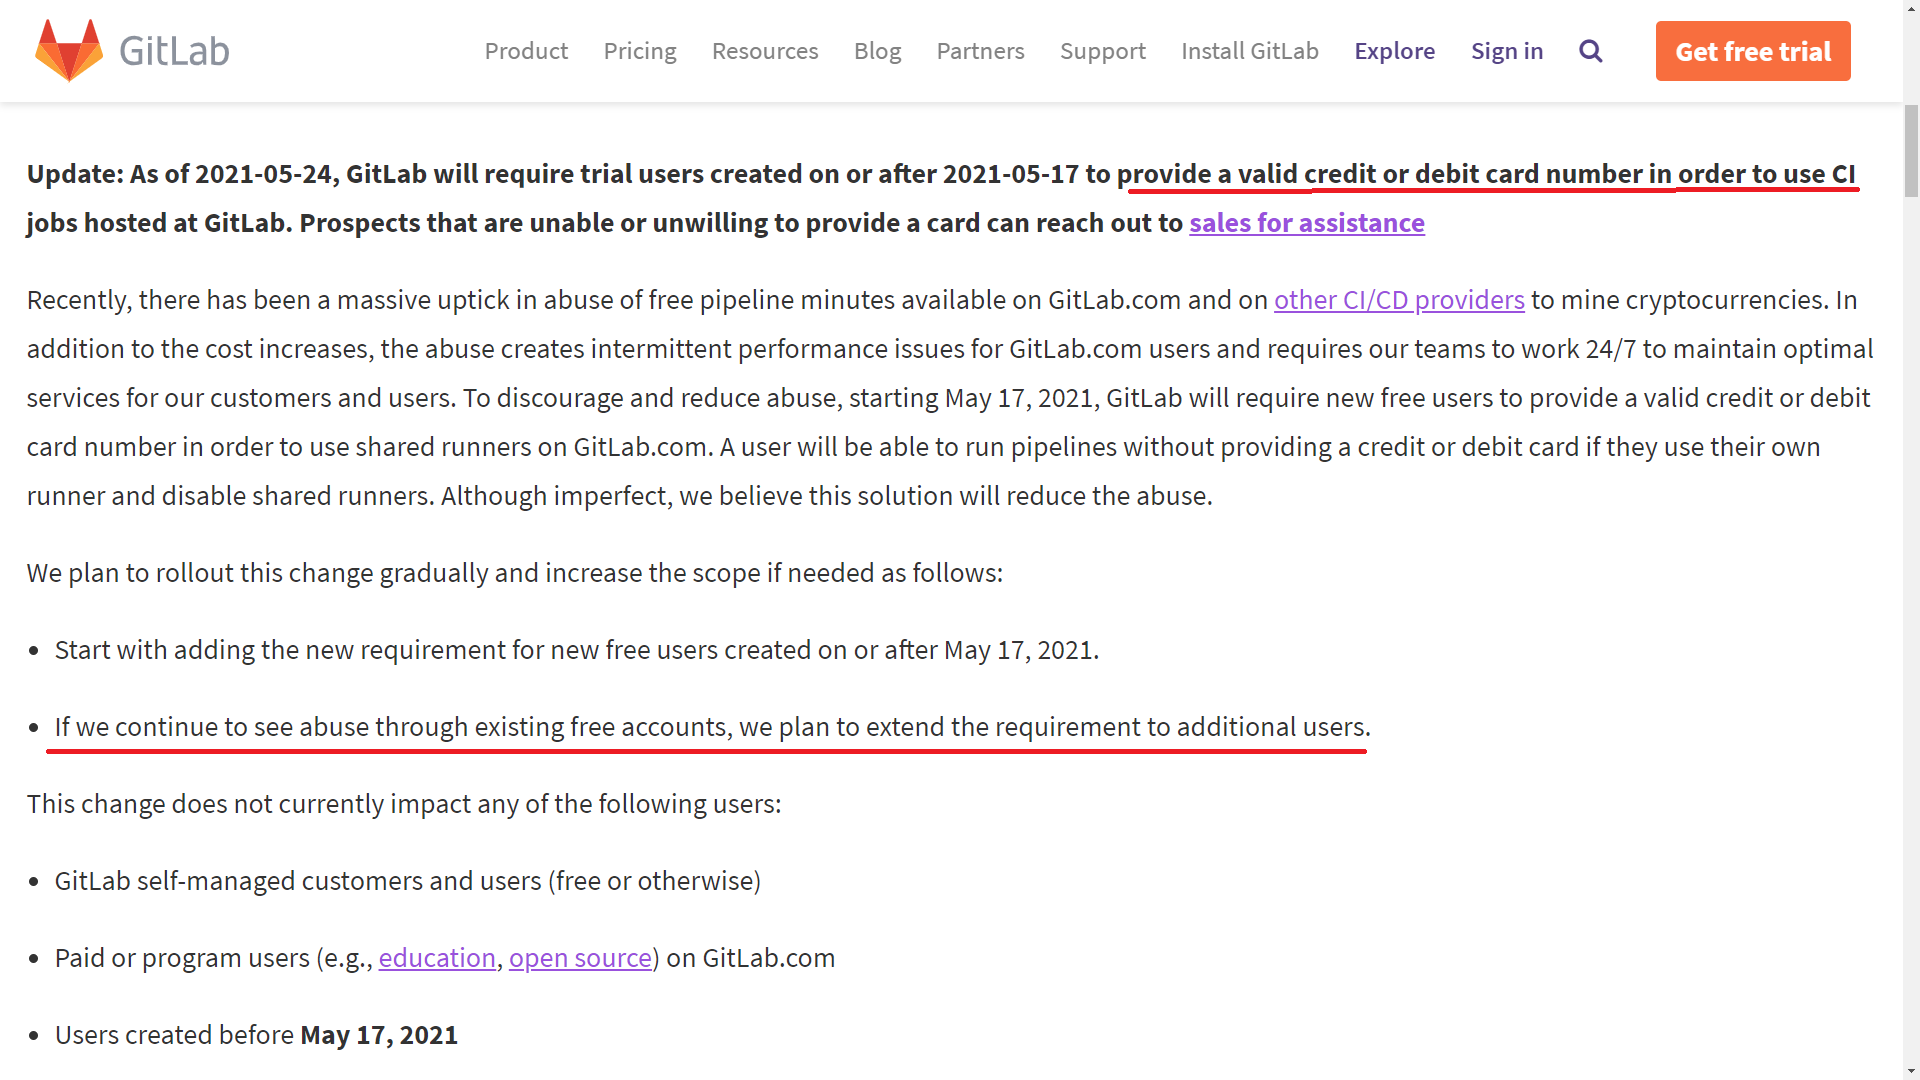 GitLab
Product Pricing Resources Blog Partners Support Install GitLab Explore Sign in Get free trial
Update: As of 2021-05-24, GitLab will require trial users created on or after 2021-05-17 to provide a valid credit or debit card number in order to use CI
jobs hosted at GitLab. Prospects that are unable or unwilling to provide a card can reach out to sales for assistance
Recently, there has been a massive uptick in abuse of free pipeline minutes available on GitLab.com and on other CI/CD providers to mine cryptocurrencies. In
addition to the cost increases, the abuse creates intermittent performance issues for GitLab.com users and requires our teams to work 24/7 to maintain optimal
services for our customers and users. To discourage and reduce abuse, starting May 17, 2021, GitLab will require new free users to provide a valid credit or debit
card number in order to use shared runners on GitLab.com. A user will be able to run pipelines without providing a credit or debit card if they use their own
runner and disable shared runners. Although imperfect, we believe this solution will reduce the abuse.
We plan to rollout this change gradually and increase the scope if needed as follows:
• Start with adding the new requirement for new free users created on or after May 17, 2021.
• If we continue to see abuse through existing free accounts, we plan to extend the requirement to additional users.
This change does not currently impact any of the following users:
• GitLab self-managed customers and users (free or otherwise)
• Paid or program users (e.g., education, open source) on GitLab.com
• Users created before May 17, 2021